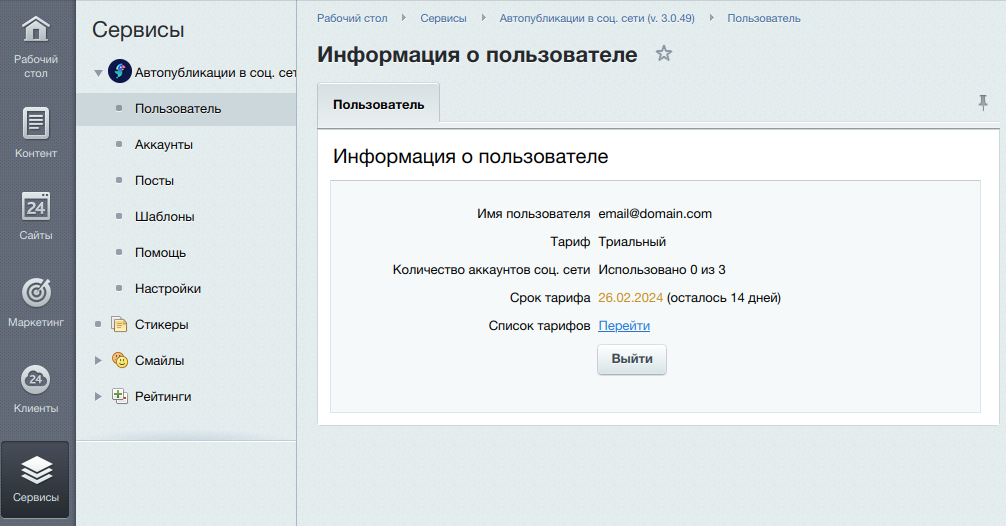 Рабочий
стол
Контент
24
Сайты
Маркетинг
24
Клиенты
Сервисы
Сервисы
Автопубликации в соц. сет
Пользователь
Аккаунты
Посты
Шаблоны
Помощь
Настройки
Стикеры
Смайлы
Рейтинги
Рабочий стол Сервисы Автопубликации в соц. сети (v. 3.0.49) Пользователь
Информация о пользователе
Пользователь
Информация о пользователе
Имя пользователя email@domain.com
Тариф Триальный
Количество аккаунтов соц. сети Использовано 0 из 3
Срок тарифа 26.02.2024 (осталось 14 дней)
Список тарифов Перейти
Выйти